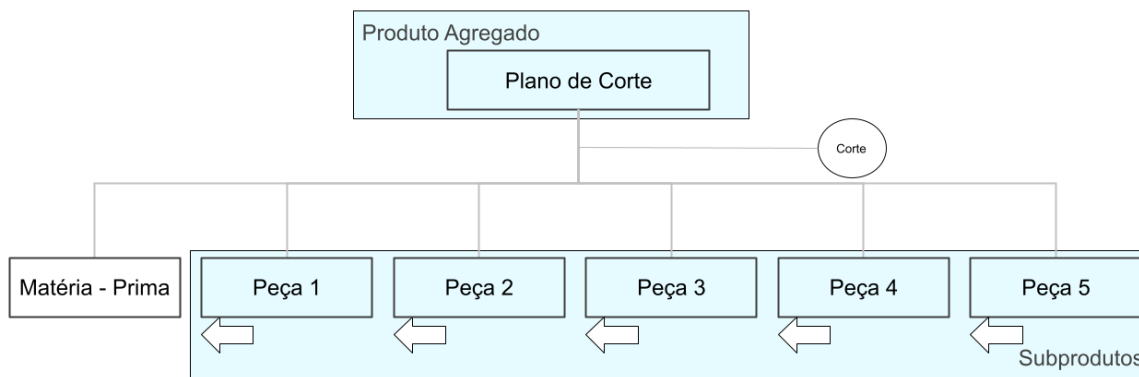 Produto Agregado
Plano de Corte
Corte
Matéria - Prima
Peça 1
Peça 2
Peça 3
Peça 4
Peça 5
Subprodutos